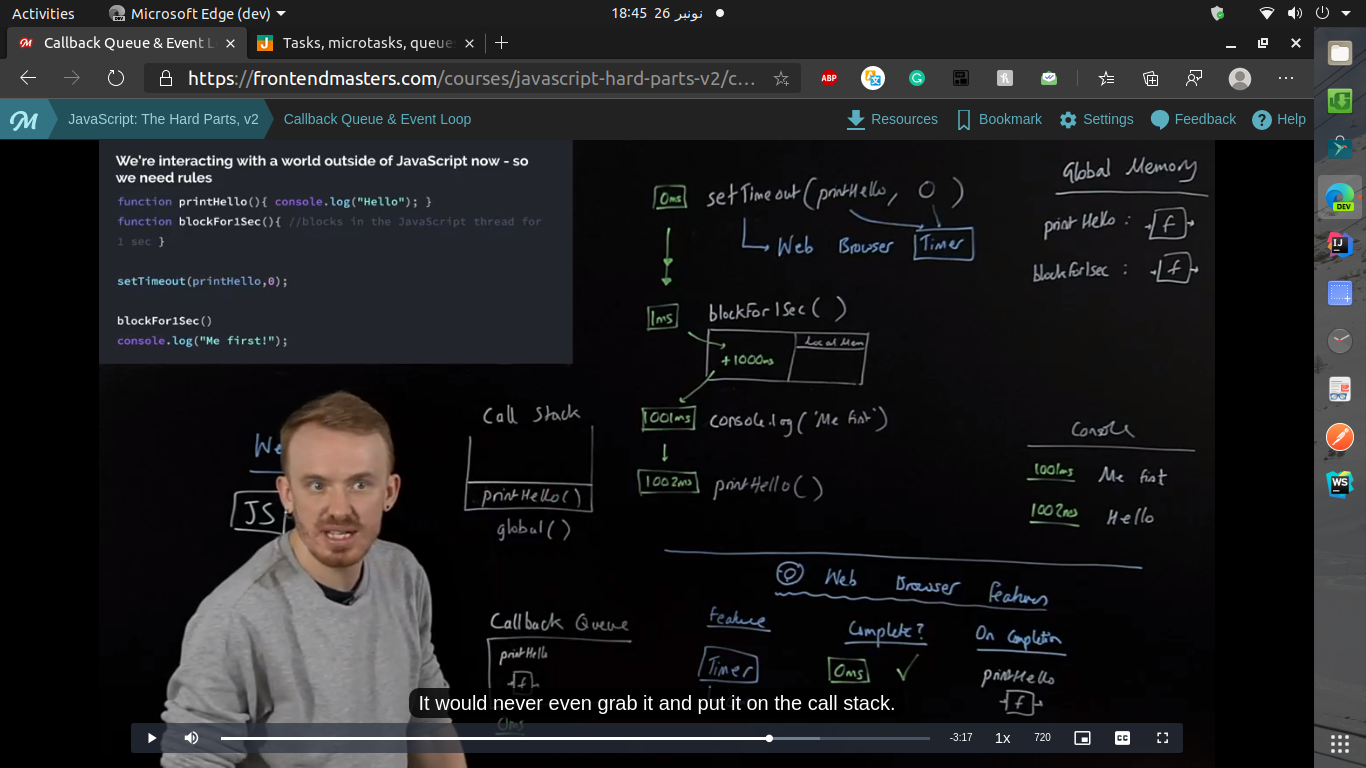 Activities
Microsoft Edge (dev)
18:45 26 نونبر
Callback Queue & Event L
Tasks, microtasks, queues
https://frontendmasters.com/courses/javascript-hard-parts-v2/c...
ABP
DEV
JavaScript: The Hard Parts, v2
Callback Queue & Event Loop
Resources
Bookmark
Settings
Feedback
Help
We're interacting with a world outside of JavaScript now - so
we need rules
function printHello(){ console.log("Hello"); }
function blockFor1Sec(){ //blocks in the JavaScript thread for
1 sec }
setTimeout(printHello,0);
blockFor1Sec()
console.log("Me first!");
0ms setTimeout(printHello, 0)
Web Browser Timer
1ms blockFor1Sec( )
+1000ms
Local Mem
1001ms console.log("Me first")
1002ms printHello( )
Global Memory
printHello : f
blockFor1sec : f
Console
1001ms Me first
1002ms Hello
We
JS
Call Stack
printHello()
global()
Callback Queue
printHello
f
0ms
Web Browser Features
Feature
Complete?
On Completion
Timer
0ms ✓
printHello
f
It would never even grab it and put it on the call stack.
-3:17
1x
720
CC
IJ
WS